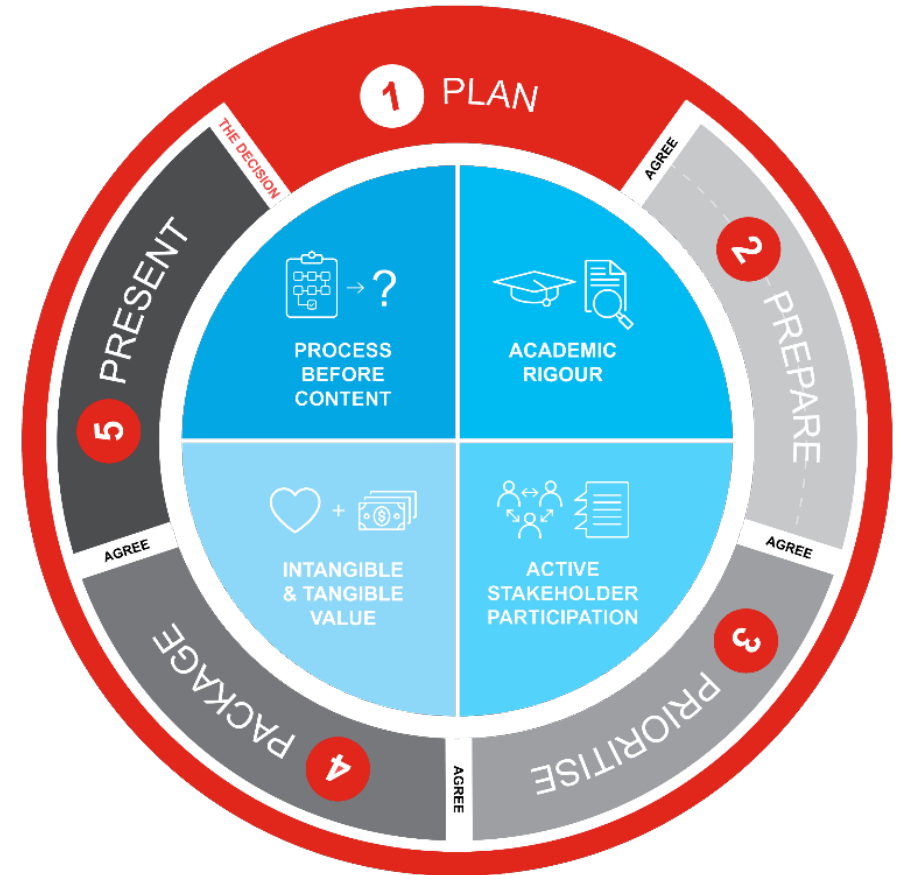 1 PLAN
AGREE
2 PREPARE
AGREE
3 PRIORITISE
AGREE
4 PACKAGE
AGREE
5 PRESENT
THE DECISION
?
PROCESS
BEFORE
CONTENT
ACADEMIC
RIGOUR
+
$
INTANGIBLE
& TANGIBLE
VALUE
ACTIVE
STAKEHOLDER
PARTICIPATION